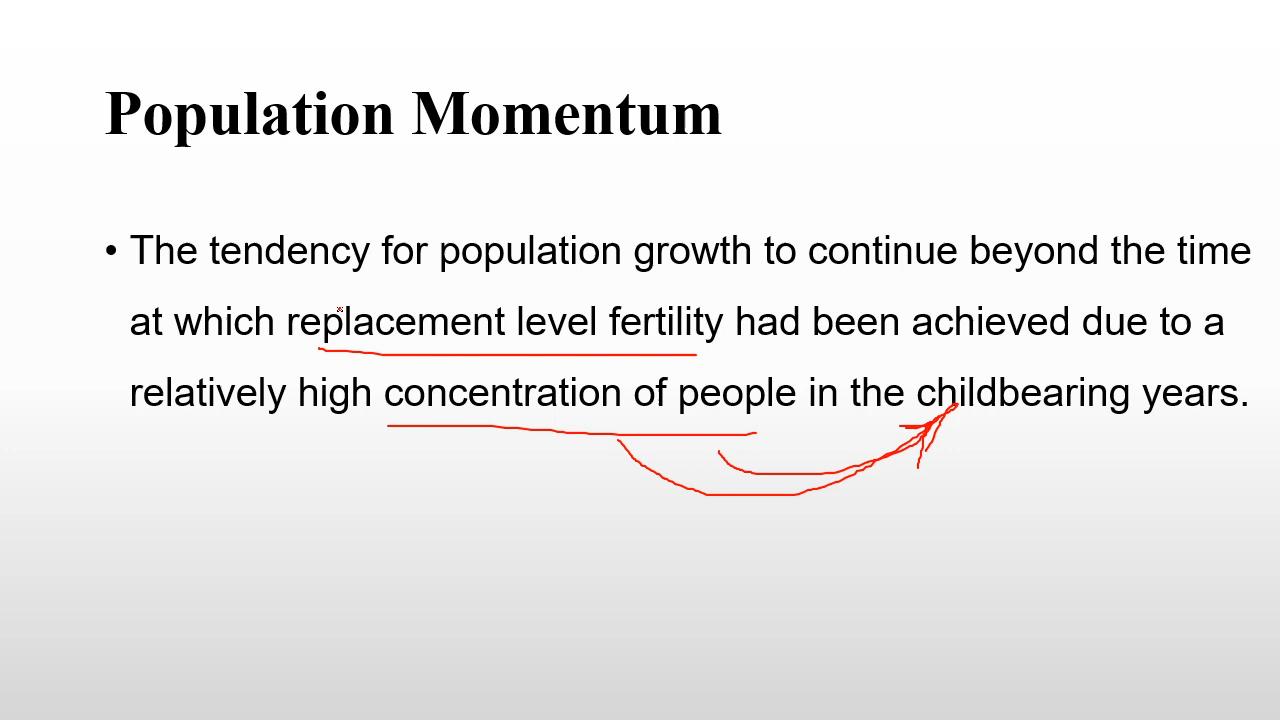 Population Momentum
• The tendency for population growth to continue beyond the time
at which replacement level fertility had been achieved due to a
relatively high concentration of people in the childbearing years.